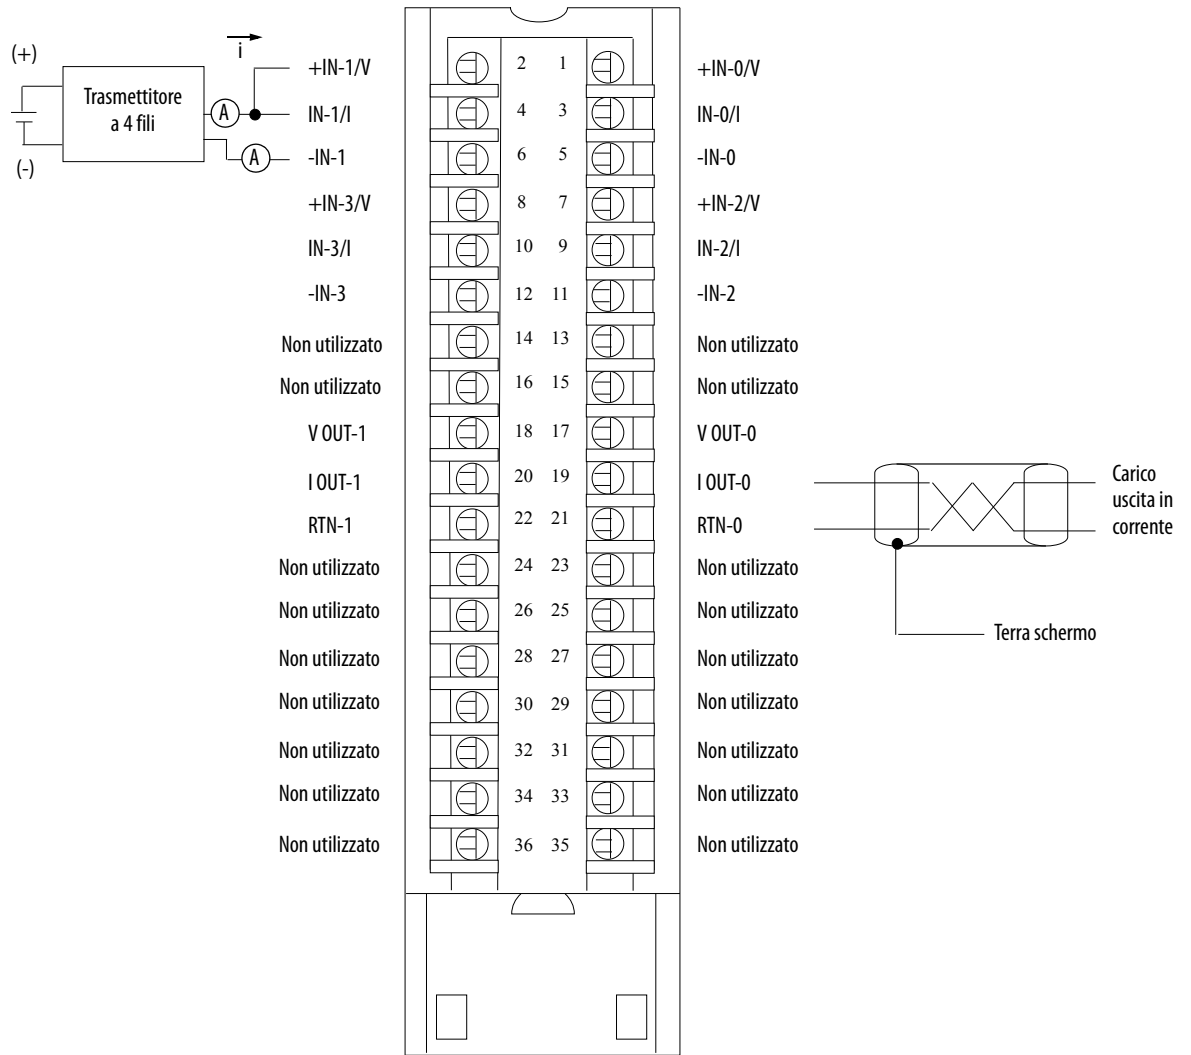 (+)
i
+IN-1/V 2 1 +IN-0/V
Trasmettitore
a 4 fili
A
IN-1/I 4 3 IN-0/I
A
-IN-1 6 5 -IN-0
(-)
+IN-3/V 8 7 +IN-2/V
IN-3/I 10 9 IN-2/I
-IN-3 12 11 -IN-2
Non utilizzato 14 13 Non utilizzato
Non utilizzato 16 15 Non utilizzato
V OUT-1 18 17 V OUT-0
I OUT-1 20 19 I OUT-0
RTN-1 22 21 RTN-0
Carico
uscita in
corrente
Non utilizzato 24 23 Non utilizzato
Non utilizzato 26 25 Non utilizzato
Terra schermo
Non utilizzato 28 27 Non utilizzato
Non utilizzato 30 29 Non utilizzato
Non utilizzato 32 31 Non utilizzato
Non utilizzato 34 33 Non utilizzato
Non utilizzato 36 35 Non utilizzato